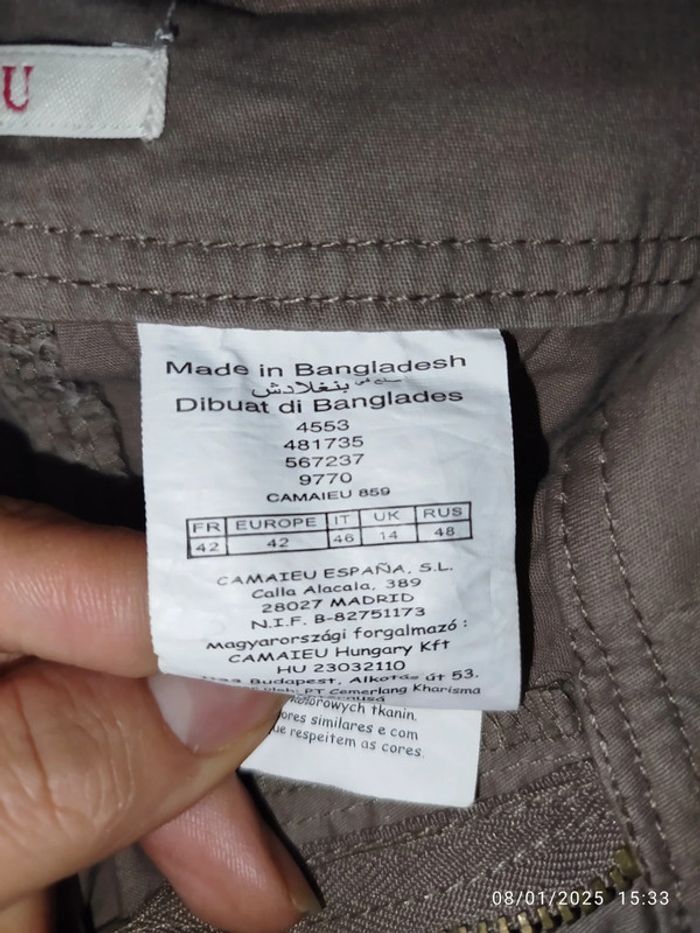 U
Made in Bangladesh
صنع في بنغلادش
Dibuat di Banglades
4553
481735
567237
9770
CAMAIEU 859
FR EUROPE IT UK RUS
42 42 46 14 48
CAMAIEU ESPAÑA, S.L.
Calla Alacala, 389
28027 MADRID
N.I.F. B-82751173
Magyarországi forgalmazó :
CAMAIEU Hungary Kft
HU 23032110
Budapest, Alkotás út 53.
oleh: PT Cemerlang Kharisma
tkanin.
ores similares e com
ue respeitem as cores.
08/01/2025 15:33